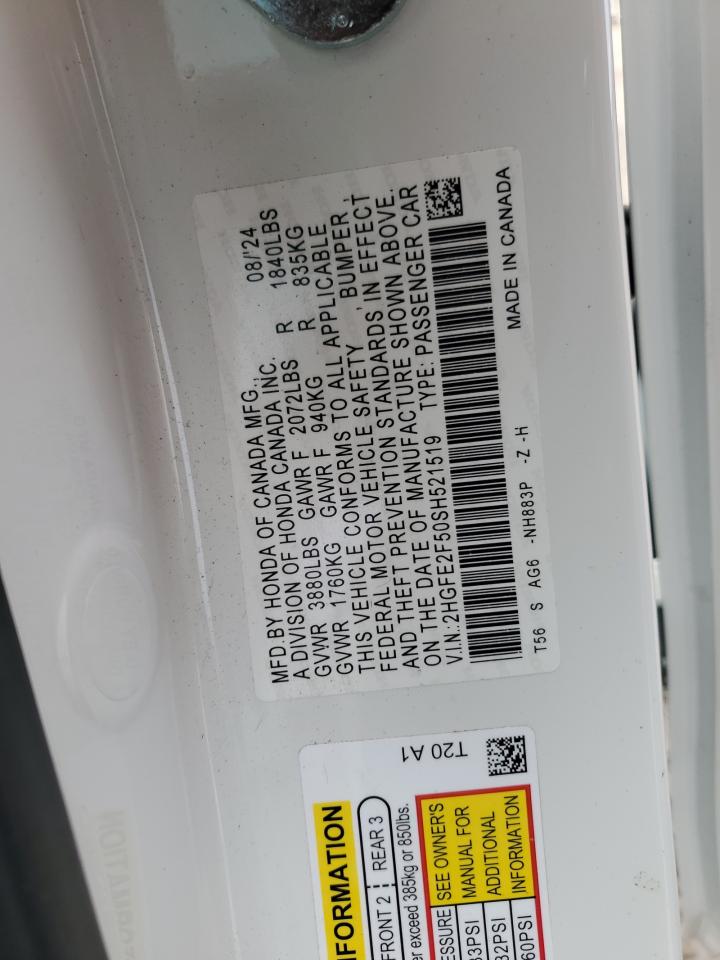 MFD.BY HONDA OF CANADA MFG., 08/'24
A DIVISION OF HONDA CANADA INC.
GVWR 3880LBS GAWR F 2072LBS R 1840LBS
GVWR 1760KG GAWR F 940KG R 835KG
THIS VEHICLE CONFORMS TO ALL APPLICABLE
FEDERAL MOTOR VEHICLE SAFETY, BUMPER,
AND THEFT PREVENTION STANDARDS IN EFFECT
ON THE DATE OF MANUFACTURE SHOWN ABOVE.
V.I.N.:2HGFE2F50SH521519 TYPE: PASSENGER CAR
T56 S AG6 -NH883P -Z -H MADE IN CANADA
T20 A1
FRONT 2 REAR 3
exceed 385kg or 850lbs.
SEE OWNER'S
MANUAL FOR
ADDITIONAL
INFORMATION